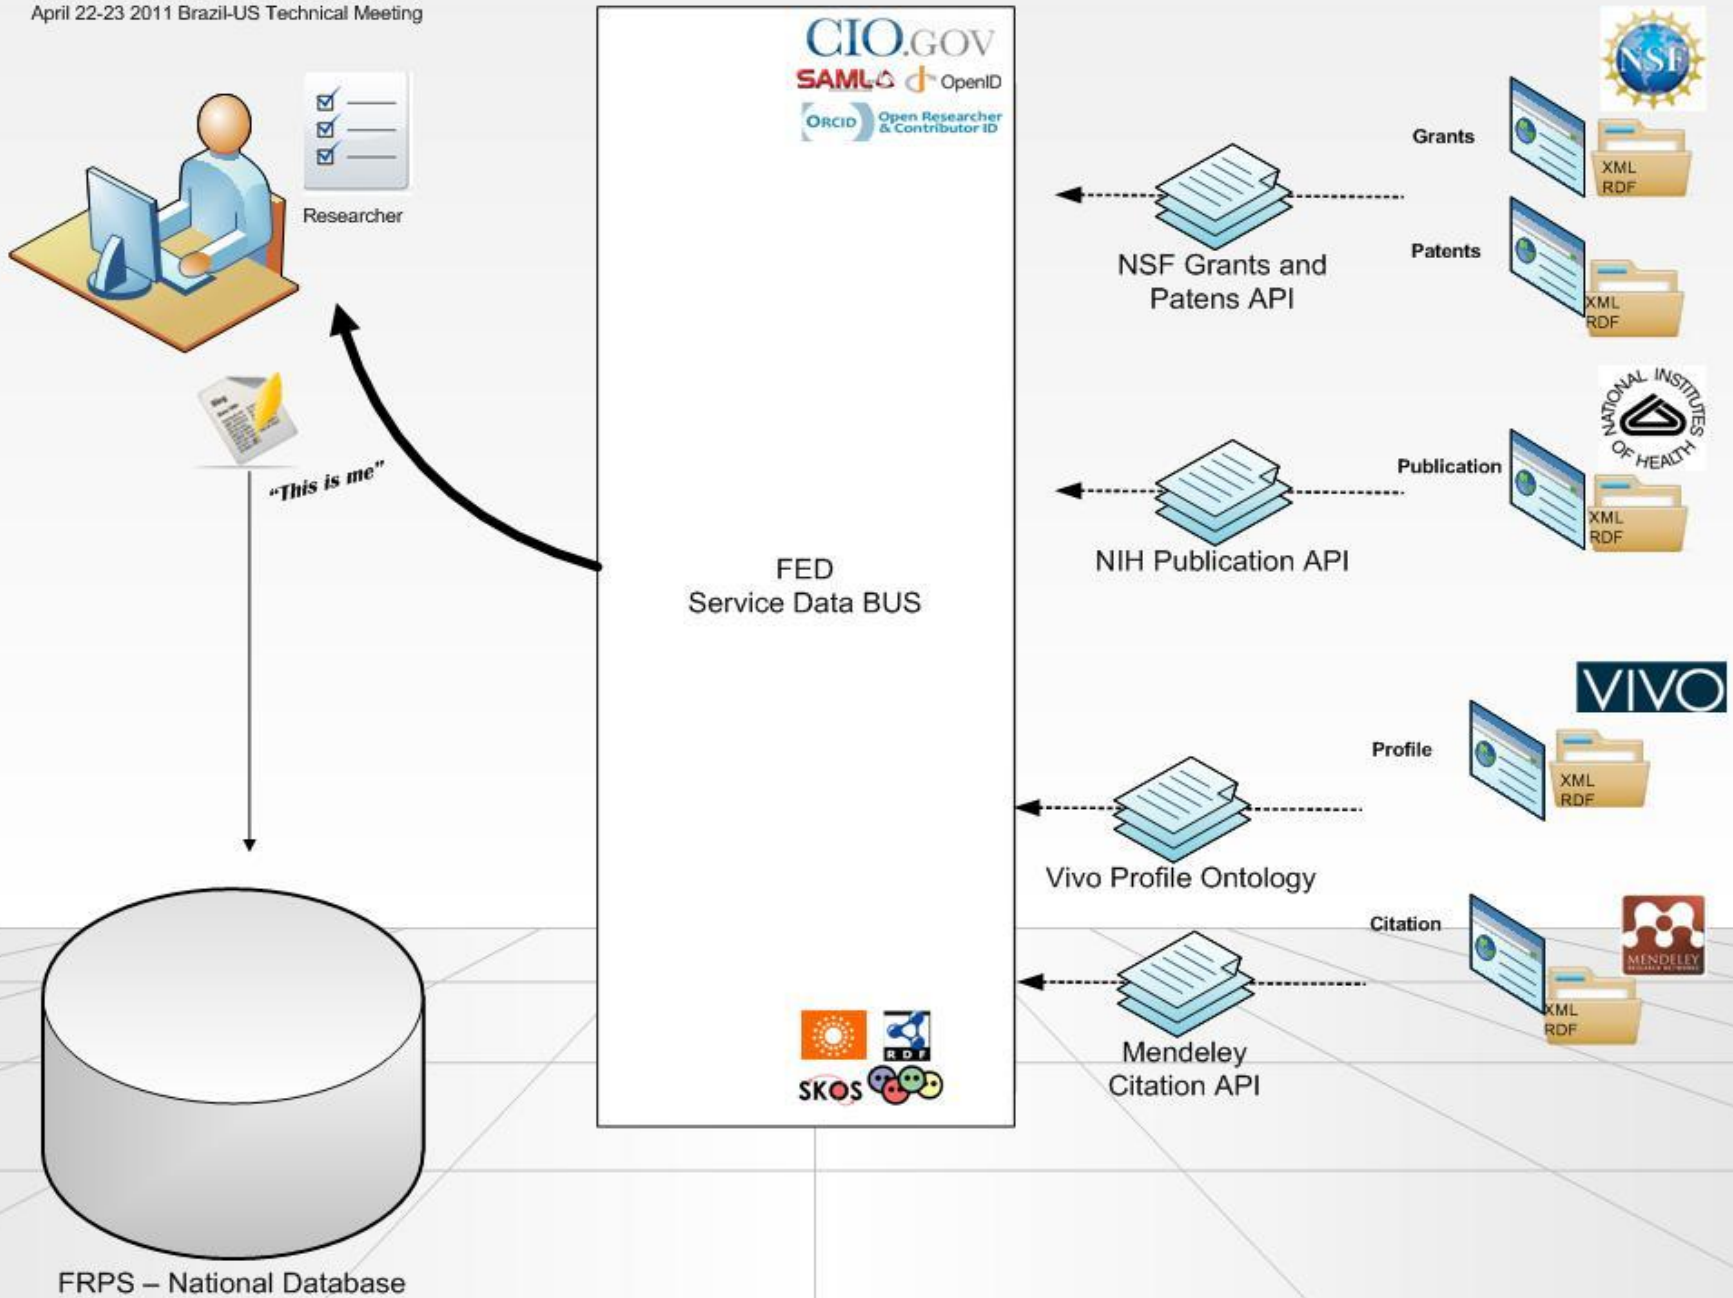 April 22-23 2011 Brazil-US Technical Meeting
Researcher
"This is me"
FRPS – National Database
CIO.GOV
SAML
OpenID
ORCID
Open Researcher
& Contributor ID
FED
Service Data BUS
RDF
SKOS
NSF
Grants
XML
RDF
Patents
XML
RDF
NSF Grants and
Patens API
NATIONAL INSTITUTES
OF HEALTH
Publication
XML
RDF
NIH Publication API
VIVO
Profile
XML
RDF
Vivo Profile Ontology
Citation
MENDELEY
XML
RDF
Mendeley
Citation API